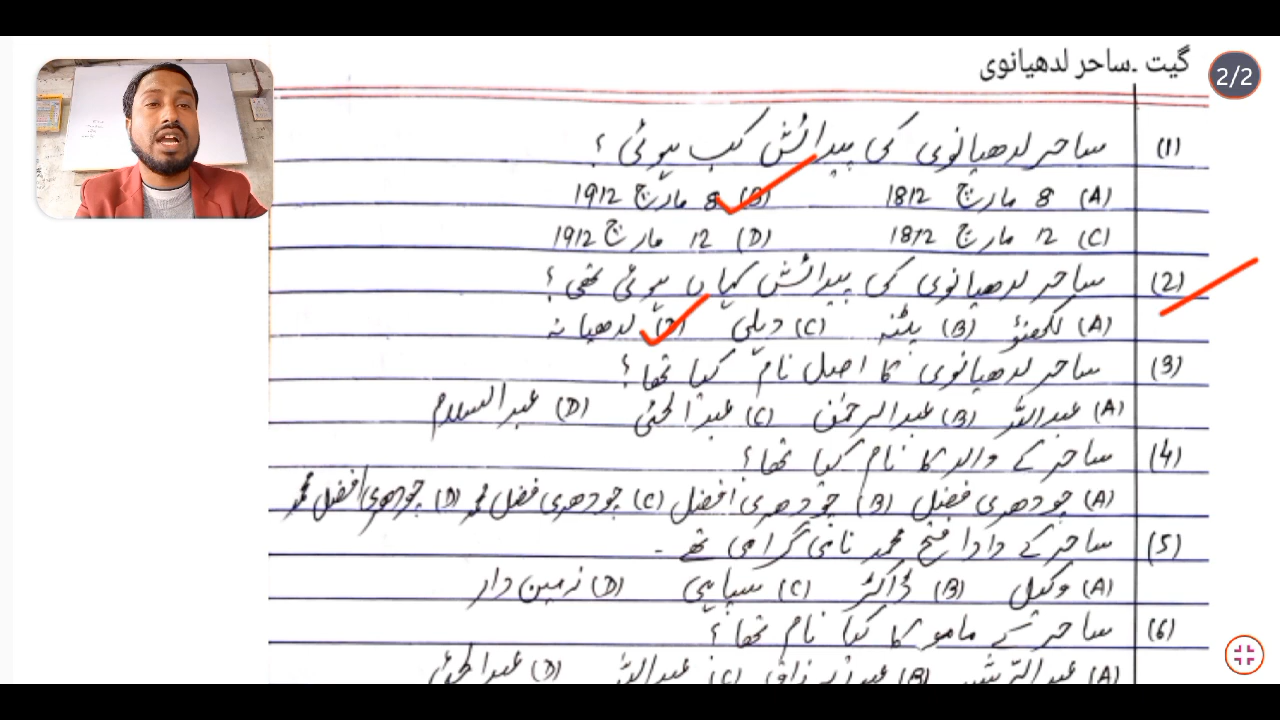 گیت ۔ساحر لدھیانوی
2/2
(1) ساحر لدھیانوی کی پیدائش کب ہوئی ؟
(A) 8 مارچ 1812 (B) 8 مارچ 1912
(C) 12 مارچ 1812 (D) 12 مارچ 1912
(2) ساحر لدھیانوی کی پیدائش کہاں ہوئی تھی ؟
(A) لکھنؤ (B) پٹنہ (C) دہلی (D) لدھیانہ
(3) ساحر لدھیانوی کا اصل نام کیا تھا ؟
(A) عبداللہ (B) عبدالرحمٰن (C) عبدالحئی (D) عبدالسلام
(4) ساحر کے والد کا نام کیا تھا ؟
(A) چودھری فضل (B) چودھری افضل (C) چودھری فضل محمد (D) چودھری افضل محمد
(5) ساحر کے دادا فتح محمد نامی گرامی تھے ۔
(A) وکیل (B) ڈاکٹر (C) سپاہی (D) زمین دار
(6) ساحر کے مامو کا کیا نام تھا ؟
(A) (B) (C) عبداللہ (D) عبدالحئی